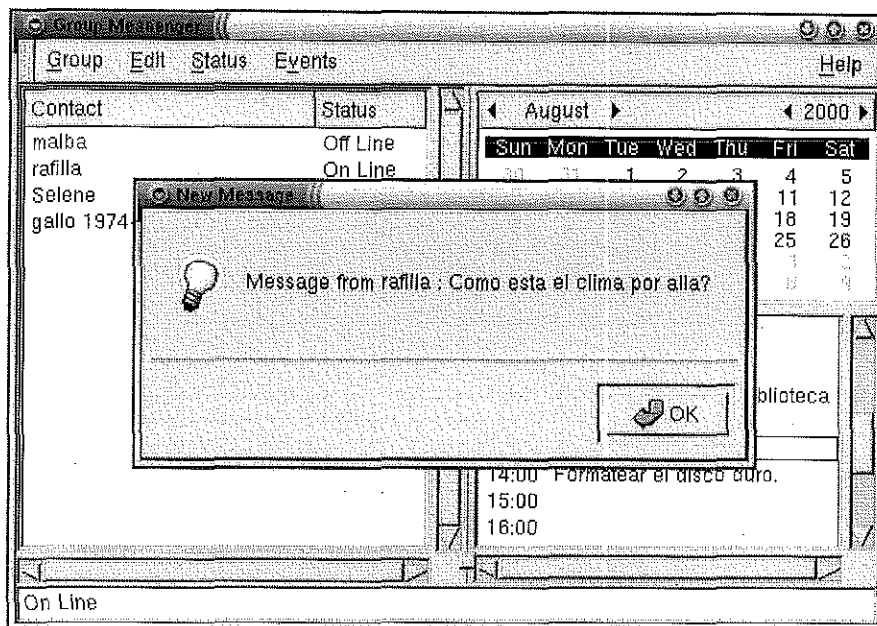 Group Messenger
Group Edit Status Events Help
Contact Status
malba Off Line
rafilla On Line
Selene
gallo 1974
August 2000
Sun Mon Tue Wed Thu Fri Sat
30 31 1 2 3 4 5
11 12
18 19
25 26
New Message
Message from rafilla : Como esta el clima por alla?
OK
blioteca
14:00 Formatear el disco duro.
15:00
16:00
On Line